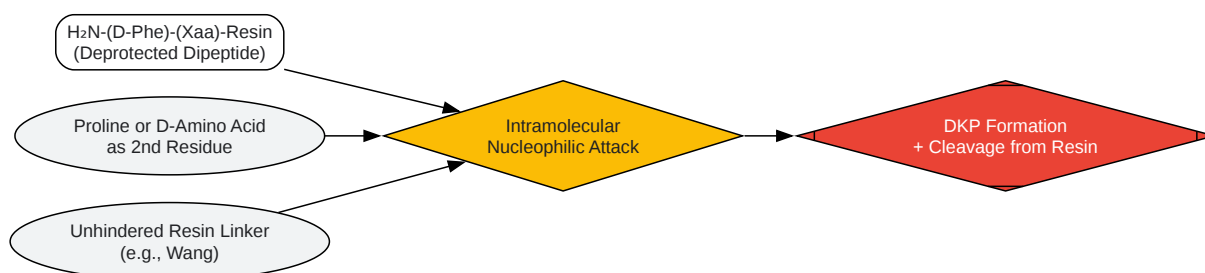 H₂N-(D-Phe)-(Xaa)-Resin
(Deprotected Dipeptide)
Proline or D-Amino Acid
as 2nd Residue
Unhindered Resin Linker
(e.g., Wang)
Intramolecular
Nucleophilic Attack
DKP Formation
+ Cleavage from Resin